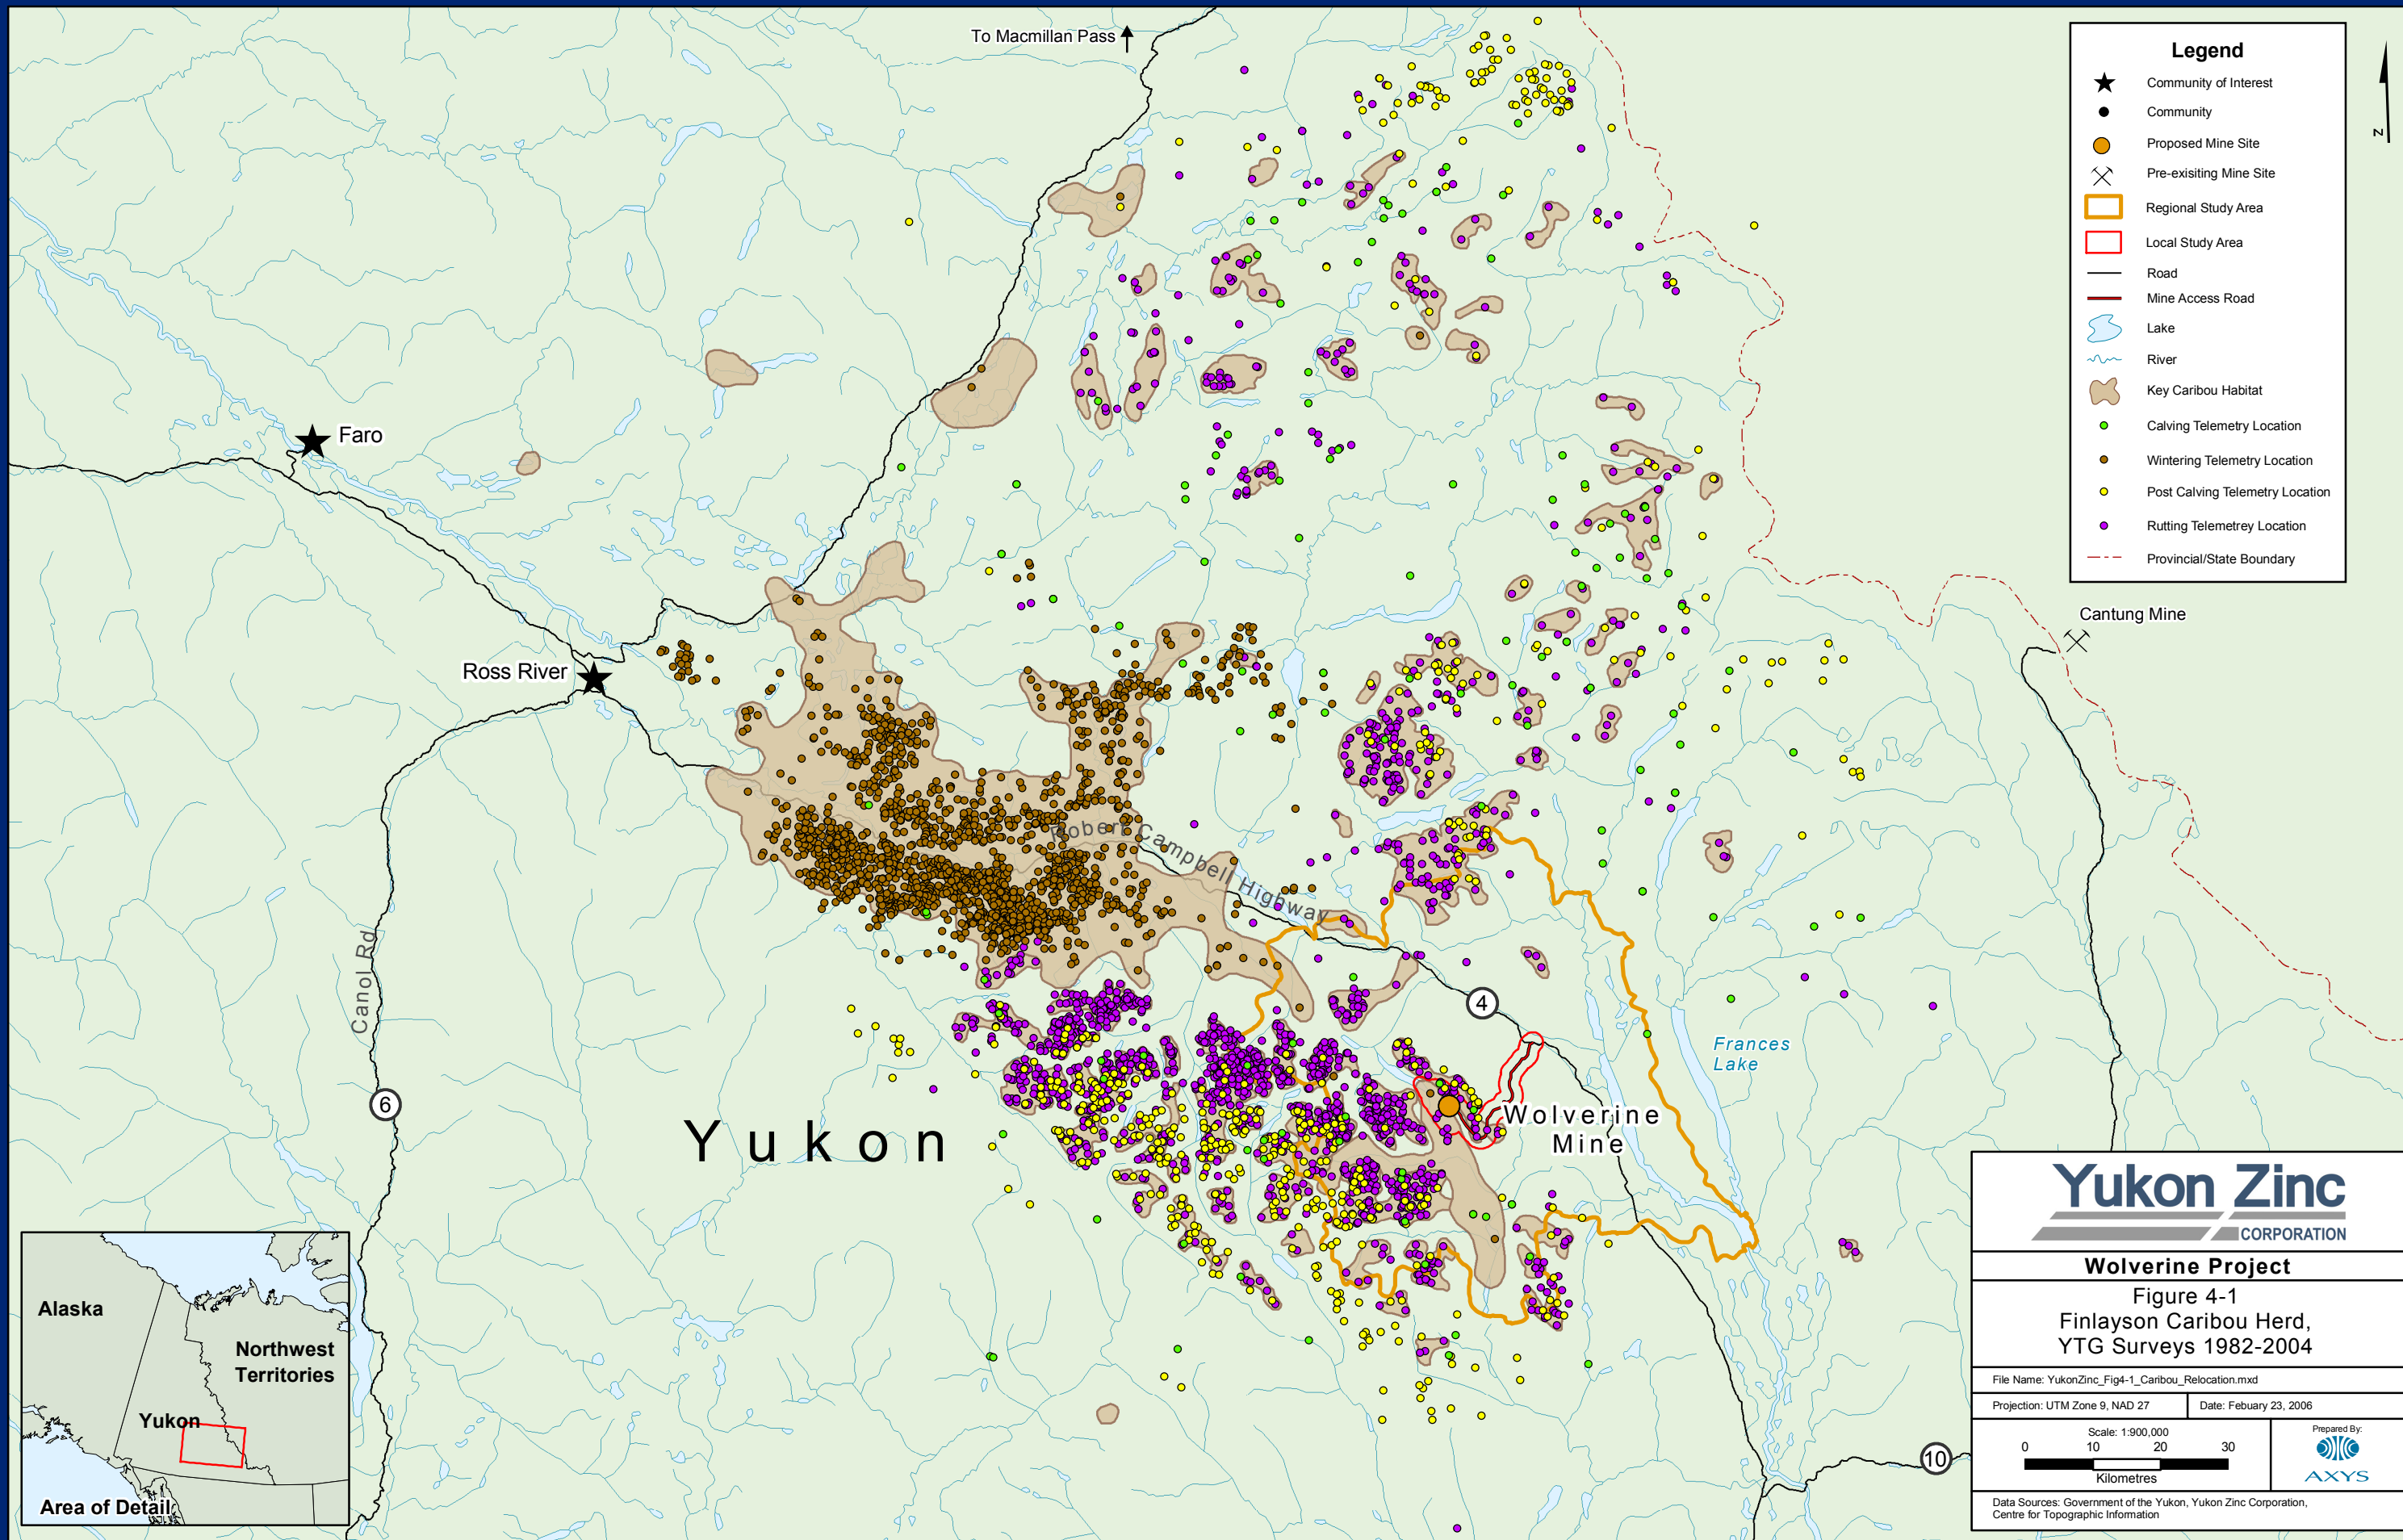 To Macmillan Pass
Legend
Community of Interest
Community
Proposed Mine Site
Pre-exisiting Mine Site
Regional Study Area
Local Study Area
Road
Mine Access Road
Lake
River
Key Caribou Habitat
Calving Telemetry Location
Wintering Telemetry Location
Post Calving Telemetry Location
Rutting Telemetrey Location
Provincial/State Boundary
N
Faro
Ross River
Cantung Mine
Robert Campbell Highway
Canol Rd
4
6
Frances
Lake
Wolverine
Mine
Yukon
10
Alaska
Northwest
Territories
Yukon
Area of Detail
Yukon Zinc
CORPORATION
Wolverine Project
Figure 4-1
Finlayson Caribou Herd,
YTG Surveys 1982-2004
File Name: YukonZinc_Fig4-1_Caribou_Relocation.mxd
Projection: UTM Zone 9, NAD 27
Date: Febuary 23, 2006
Scale: 1:900,000
0 10 20 30
Kilometres
Prepared By:
AXYS
Data Sources: Government of the Yukon, Yukon Zinc Corporation,
Centre for Topographic Information